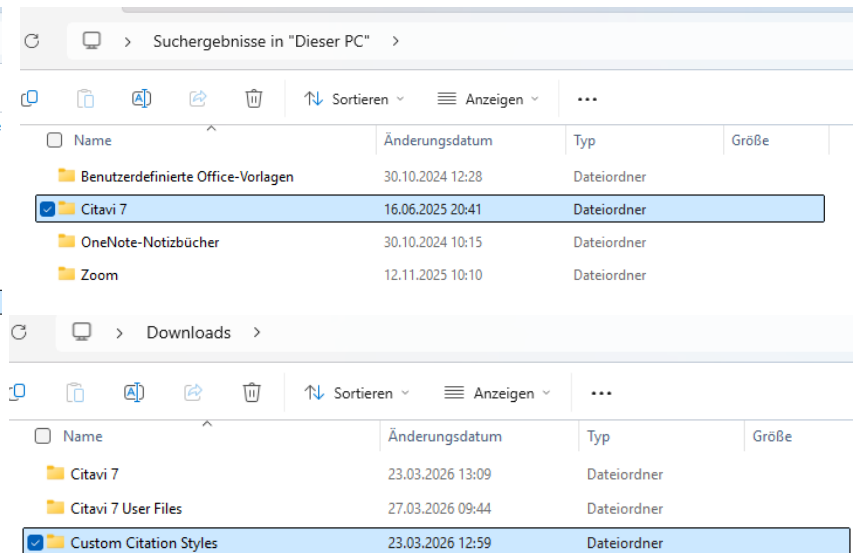 Suchergebnisse in "Dieser PC"
Sortieren Anzeigen ...
Name Änderungsdatum Typ Größe
Benutzerdefinierte Office-Vorlagen 30.10.2024 12:28 Dateiordner
Citavi 7 16.06.2025 20:41 Dateiordner
OneNote-Notizbücher 30.10.2024 10:15 Dateiordner
Zoom 12.11.2025 10:10 Dateiordner
Downloads
Sortieren Anzeigen ...
Name Änderungsdatum Typ Größe
Citavi 7 23.03.2026 13:09 Dateiordner
Citavi 7 User Files 27.03.2026 09:44 Dateiordner
Custom Citation Styles 23.03.2026 12:59 Dateiordner